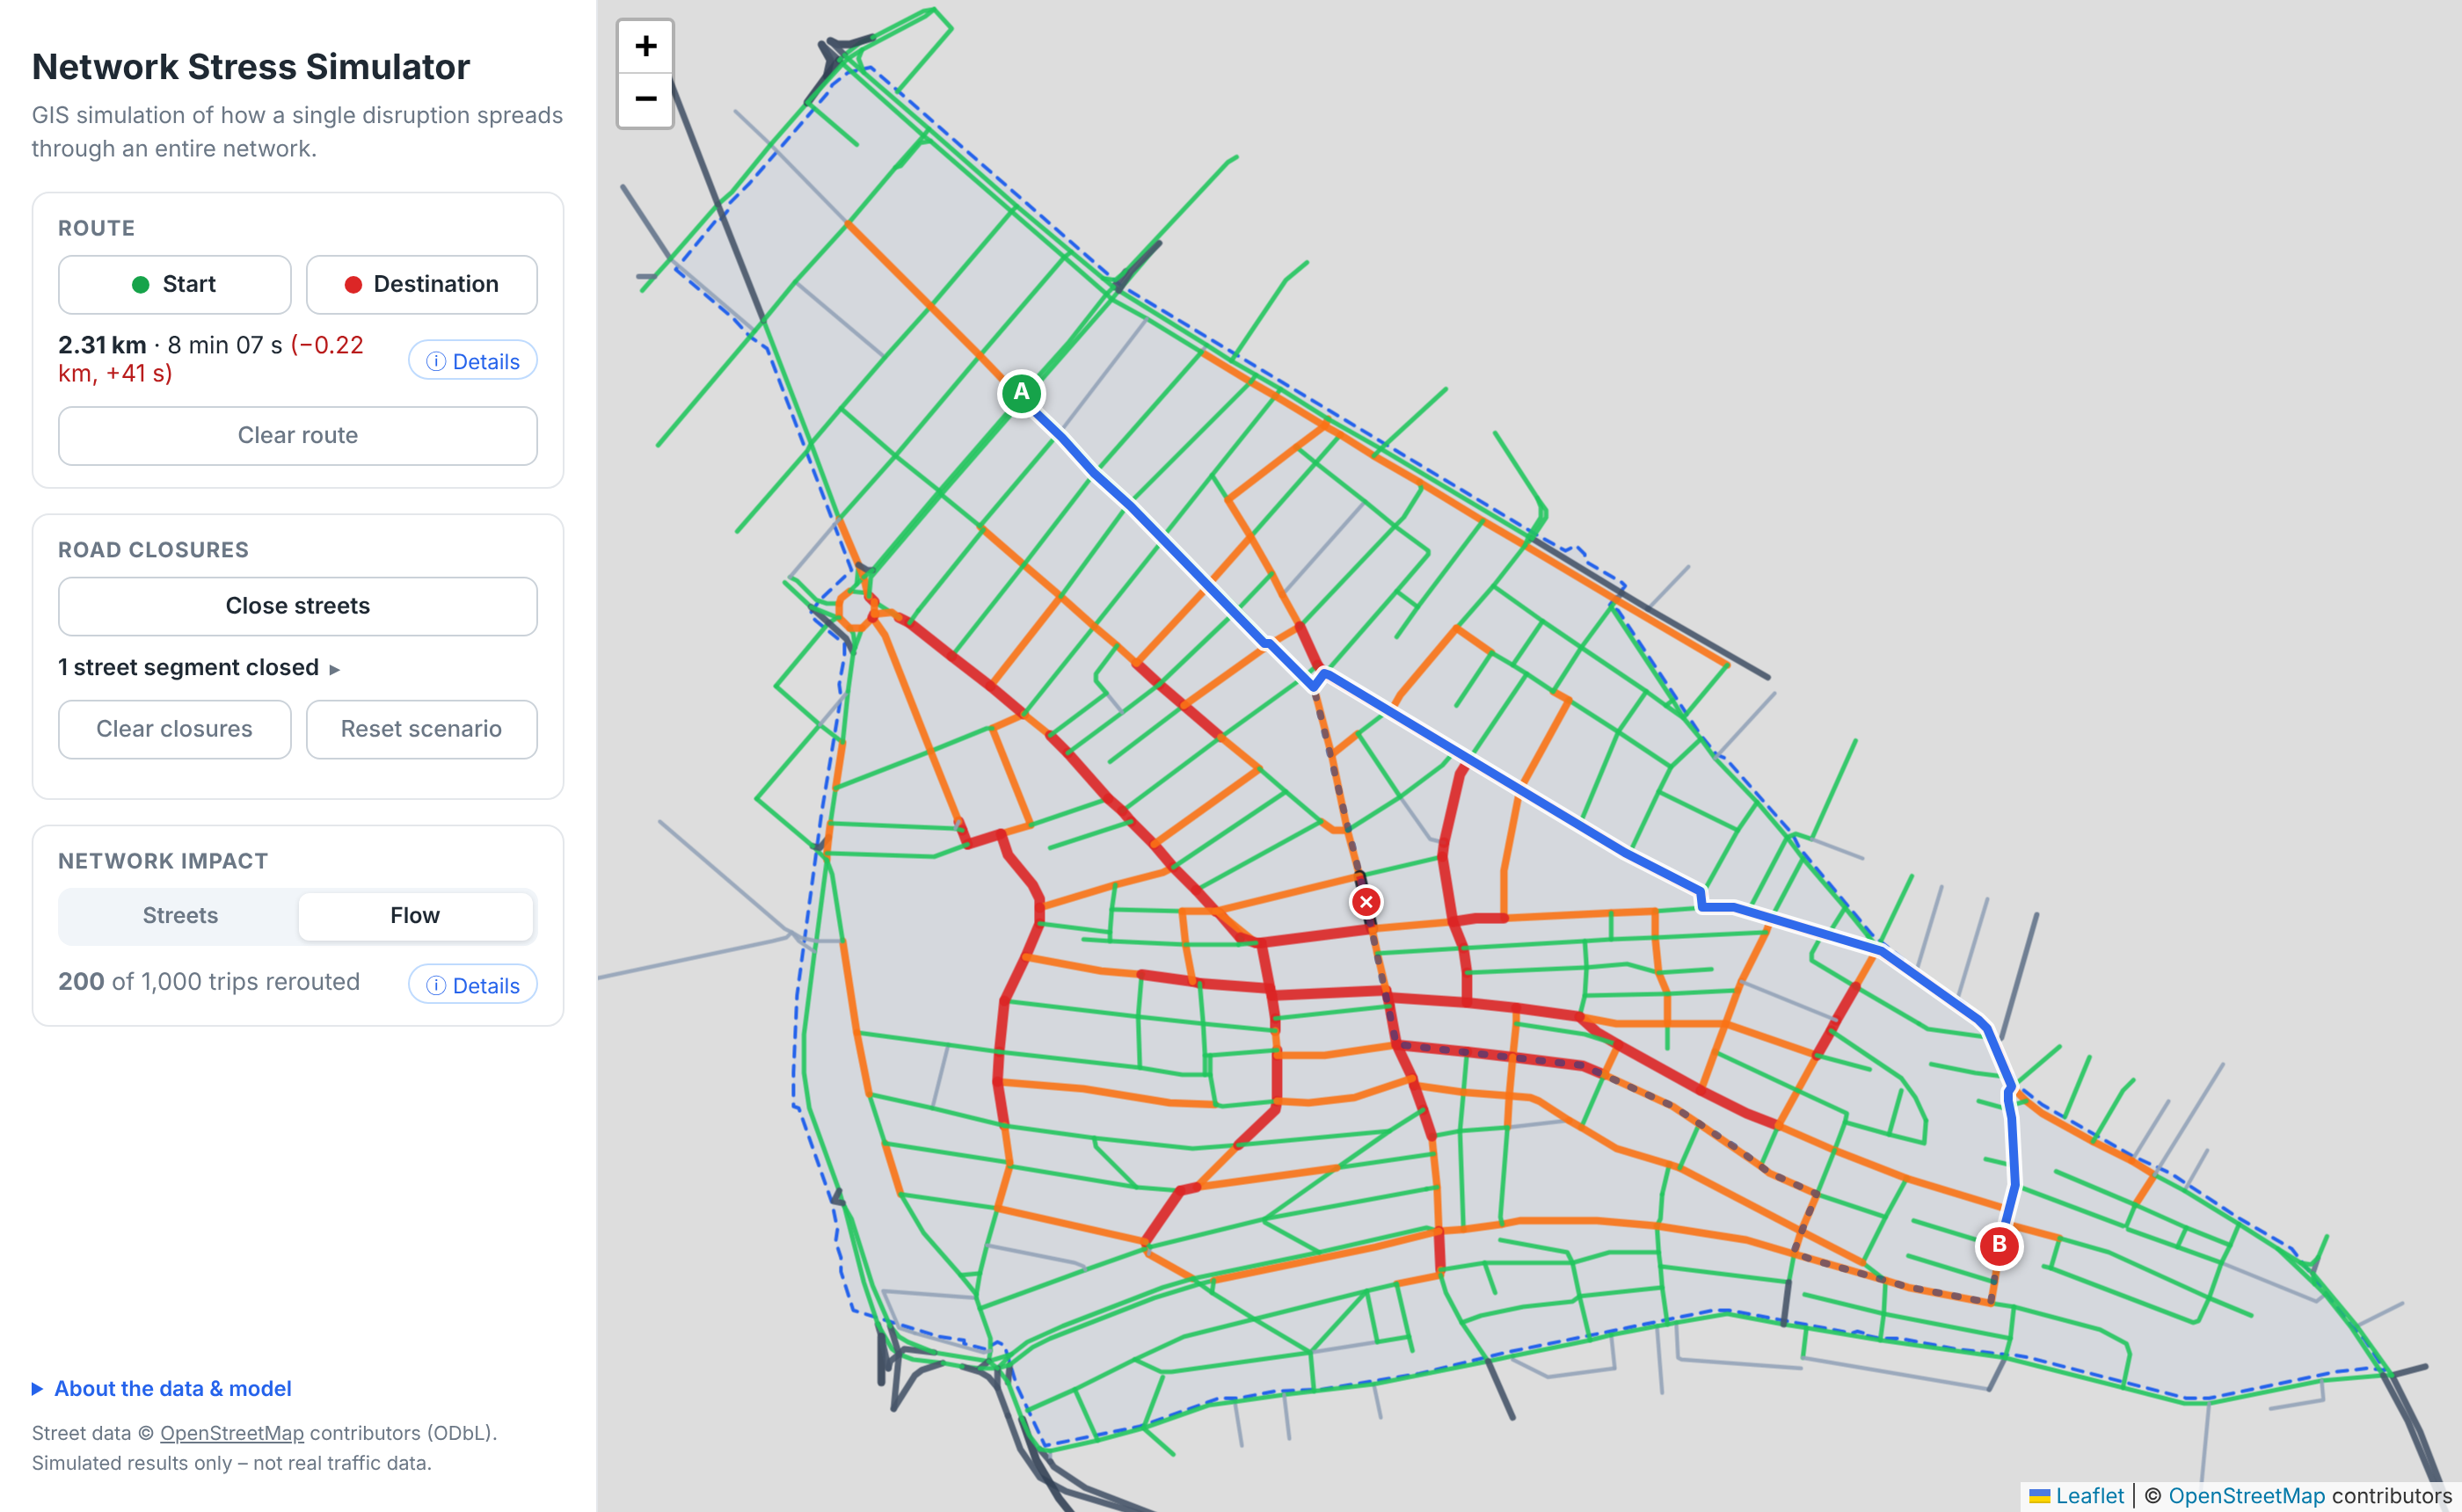 Network Stress Simulator
GIS simulation of how a single disruption spreads
through an entire network.
ROUTE
Start
Destination
2.31 km · 8 min 07 s (−0.22
km, +41 s)
ⓘ Details
Clear route
ROAD CLOSURES
Close streets
1 street segment closed ▸
Clear closures
Reset scenario
NETWORK IMPACT
Streets
Flow
200 of 1,000 trips rerouted
ⓘ Details
▶ About the data & model
Street data © OpenStreetMap contributors (ODbL).
Simulated results only – not real traffic data.
+
−
A
×
B
Leaflet | © OpenStreetMap contributors